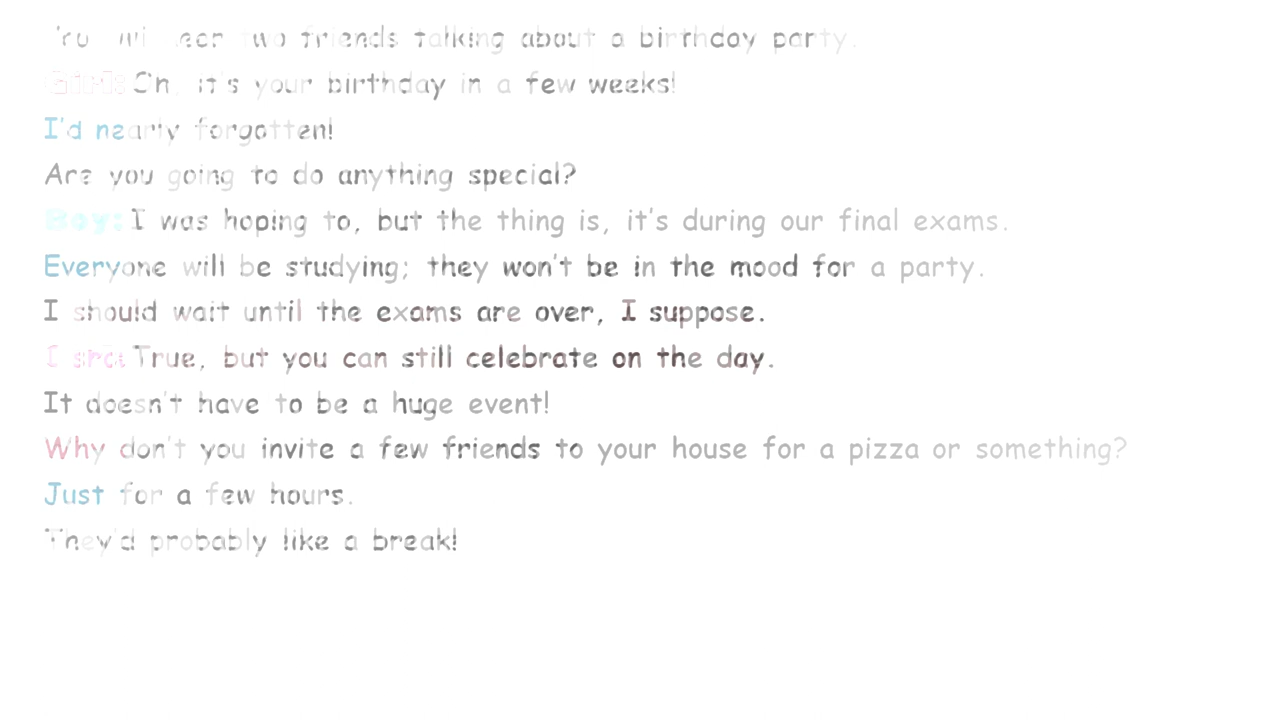 You will hear two friends talking about a birthday party.
Girl: Oh, it's your birthday in a few weeks!
I'd nearly forgotten!
Are you going to do anything special?
Boy: I was hoping to, but the thing is, it's during our final exams.
Everyone will be studying; they won't be in the mood for a party.
I should wait until the exams are over, I suppose.
True, but you can still celebrate on the day.
It doesn't have to be a huge event!
Why don't you invite a few friends to your house for a pizza or something?
Just for a few hours.
They'd probably like a break!